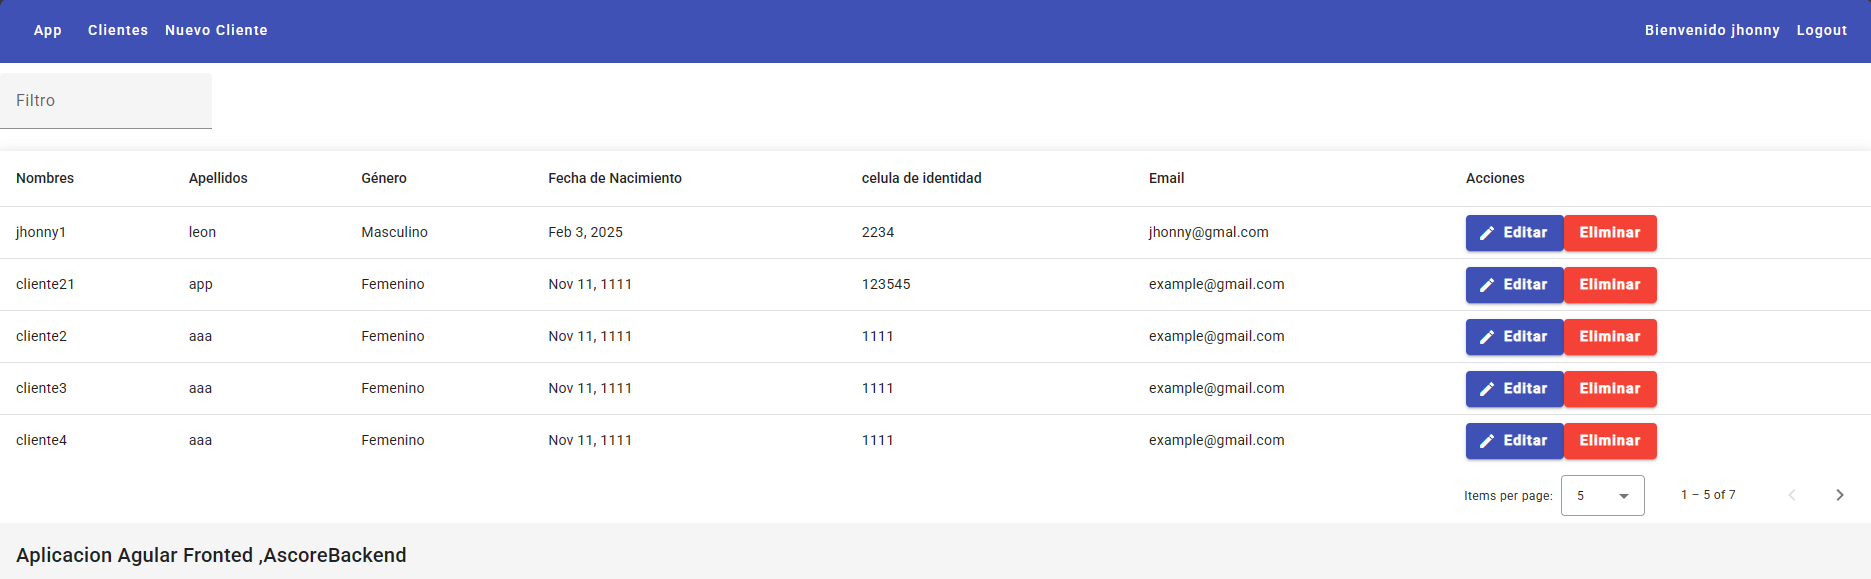 App Clientes Nuevo Cliente Bienvenido jhonny Logout
Filtro
Nombres Apellidos Género Fecha de Nacimiento celula de identidad Email Acciones
jhonny1 leon Masculino Feb 3, 2025 2234 jhonny@gmal.com Editar Eliminar
cliente21 app Femenino Nov 11, 1111 123545 example@gmail.com Editar Eliminar
cliente2 aaa Femenino Nov 11, 1111 1111 example@gmail.com Editar Eliminar
cliente3 aaa Femenino Nov 11, 1111 1111 example@gmail.com Editar Eliminar
cliente4 aaa Femenino Nov 11, 1111 1111 example@gmail.com Editar Eliminar
Items per page: 5 1 – 5 of 7
Aplicacion Agular Fronted ,AscoreBackend